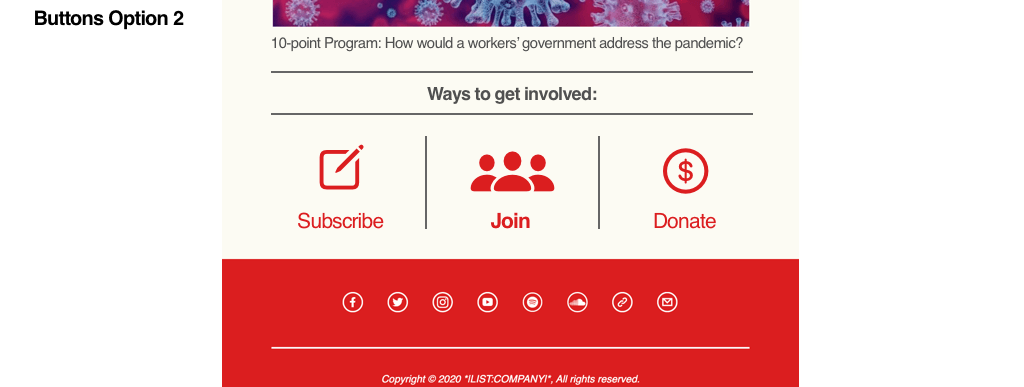 Buttons Option 2
10-point Program: How would a workers' government address the pandemic?
Ways to get involved:
$
Subscribe
Join
Donate
Copyright © 2020 *|LIST:COMPANY|*, All rights reserved.